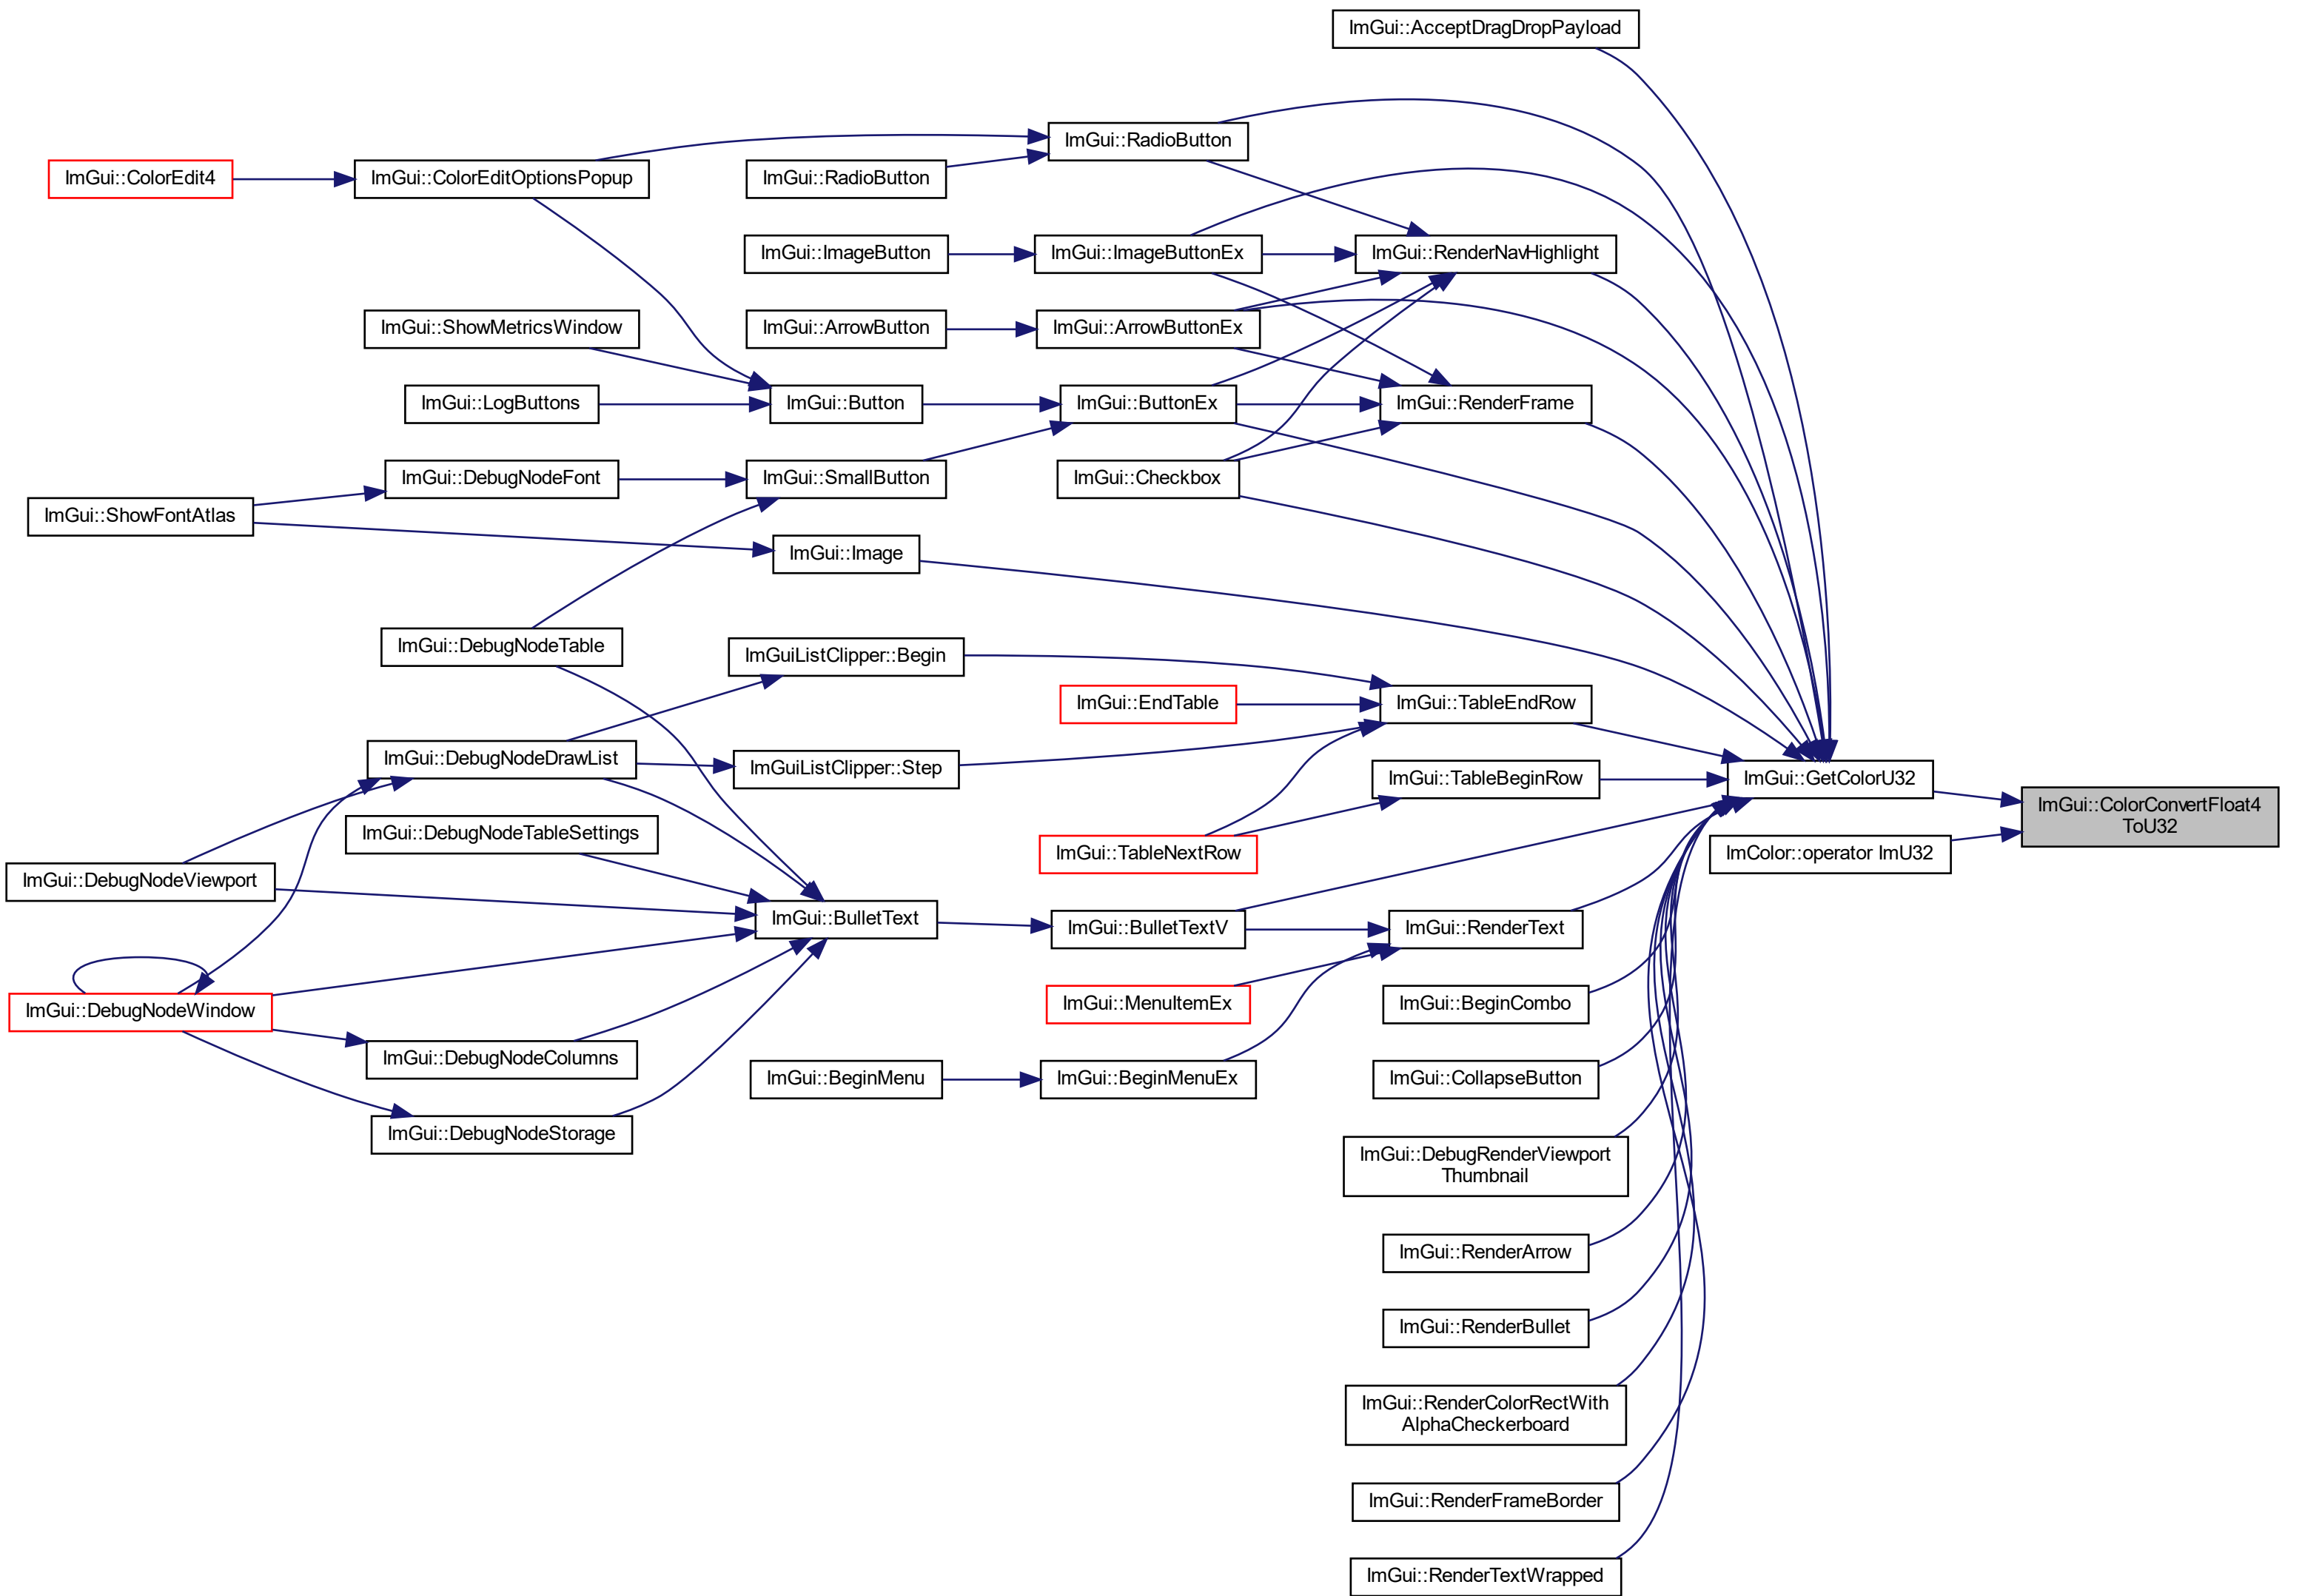 ImGui::AcceptDragDropPayload
ImGui::RadioButton
ImGui::ColorEdit4
ImGui::ColorEditOptionsPopup
ImGui::RadioButton
ImGui::ImageButton
ImGui::ImageButtonEx
ImGui::RenderNavHighlight
ImGui::ShowMetricsWindow
ImGui::ArrowButton
ImGui::ArrowButtonEx
ImGui::LogButtons
ImGui::Button
ImGui::ButtonEx
ImGui::RenderFrame
ImGui::DebugNodeFont
ImGui::SmallButton
ImGui::Checkbox
ImGui::ShowFontAtlas
ImGui::Image
ImGui::DebugNodeTable
ImGuiListClipper::Begin
ImGui::EndTable
ImGui::TableEndRow
ImGui::DebugNodeDrawList
ImGuiListClipper::Step
ImGui::TableBeginRow
ImGui::GetColorU32
ImGui::ColorConvertFloat4
ToU32
ImGui::DebugNodeTableSettings
ImGui::TableNextRow
ImColor::operator ImU32
ImGui::DebugNodeViewport
ImGui::BulletText
ImGui::BulletTextV
ImGui::RenderText
ImGui::DebugNodeWindow
ImGui::MenuItemEx
ImGui::BeginCombo
ImGui::DebugNodeColumns
ImGui::BeginMenu
ImGui::BeginMenuEx
ImGui::CollapseButton
ImGui::DebugNodeStorage
ImGui::DebugRenderViewport
Thumbnail
ImGui::RenderArrow
ImGui::RenderBullet
ImGui::RenderColorRectWith
AlphaCheckerboard
ImGui::RenderFrameBorder
ImGui::RenderTextWrapped